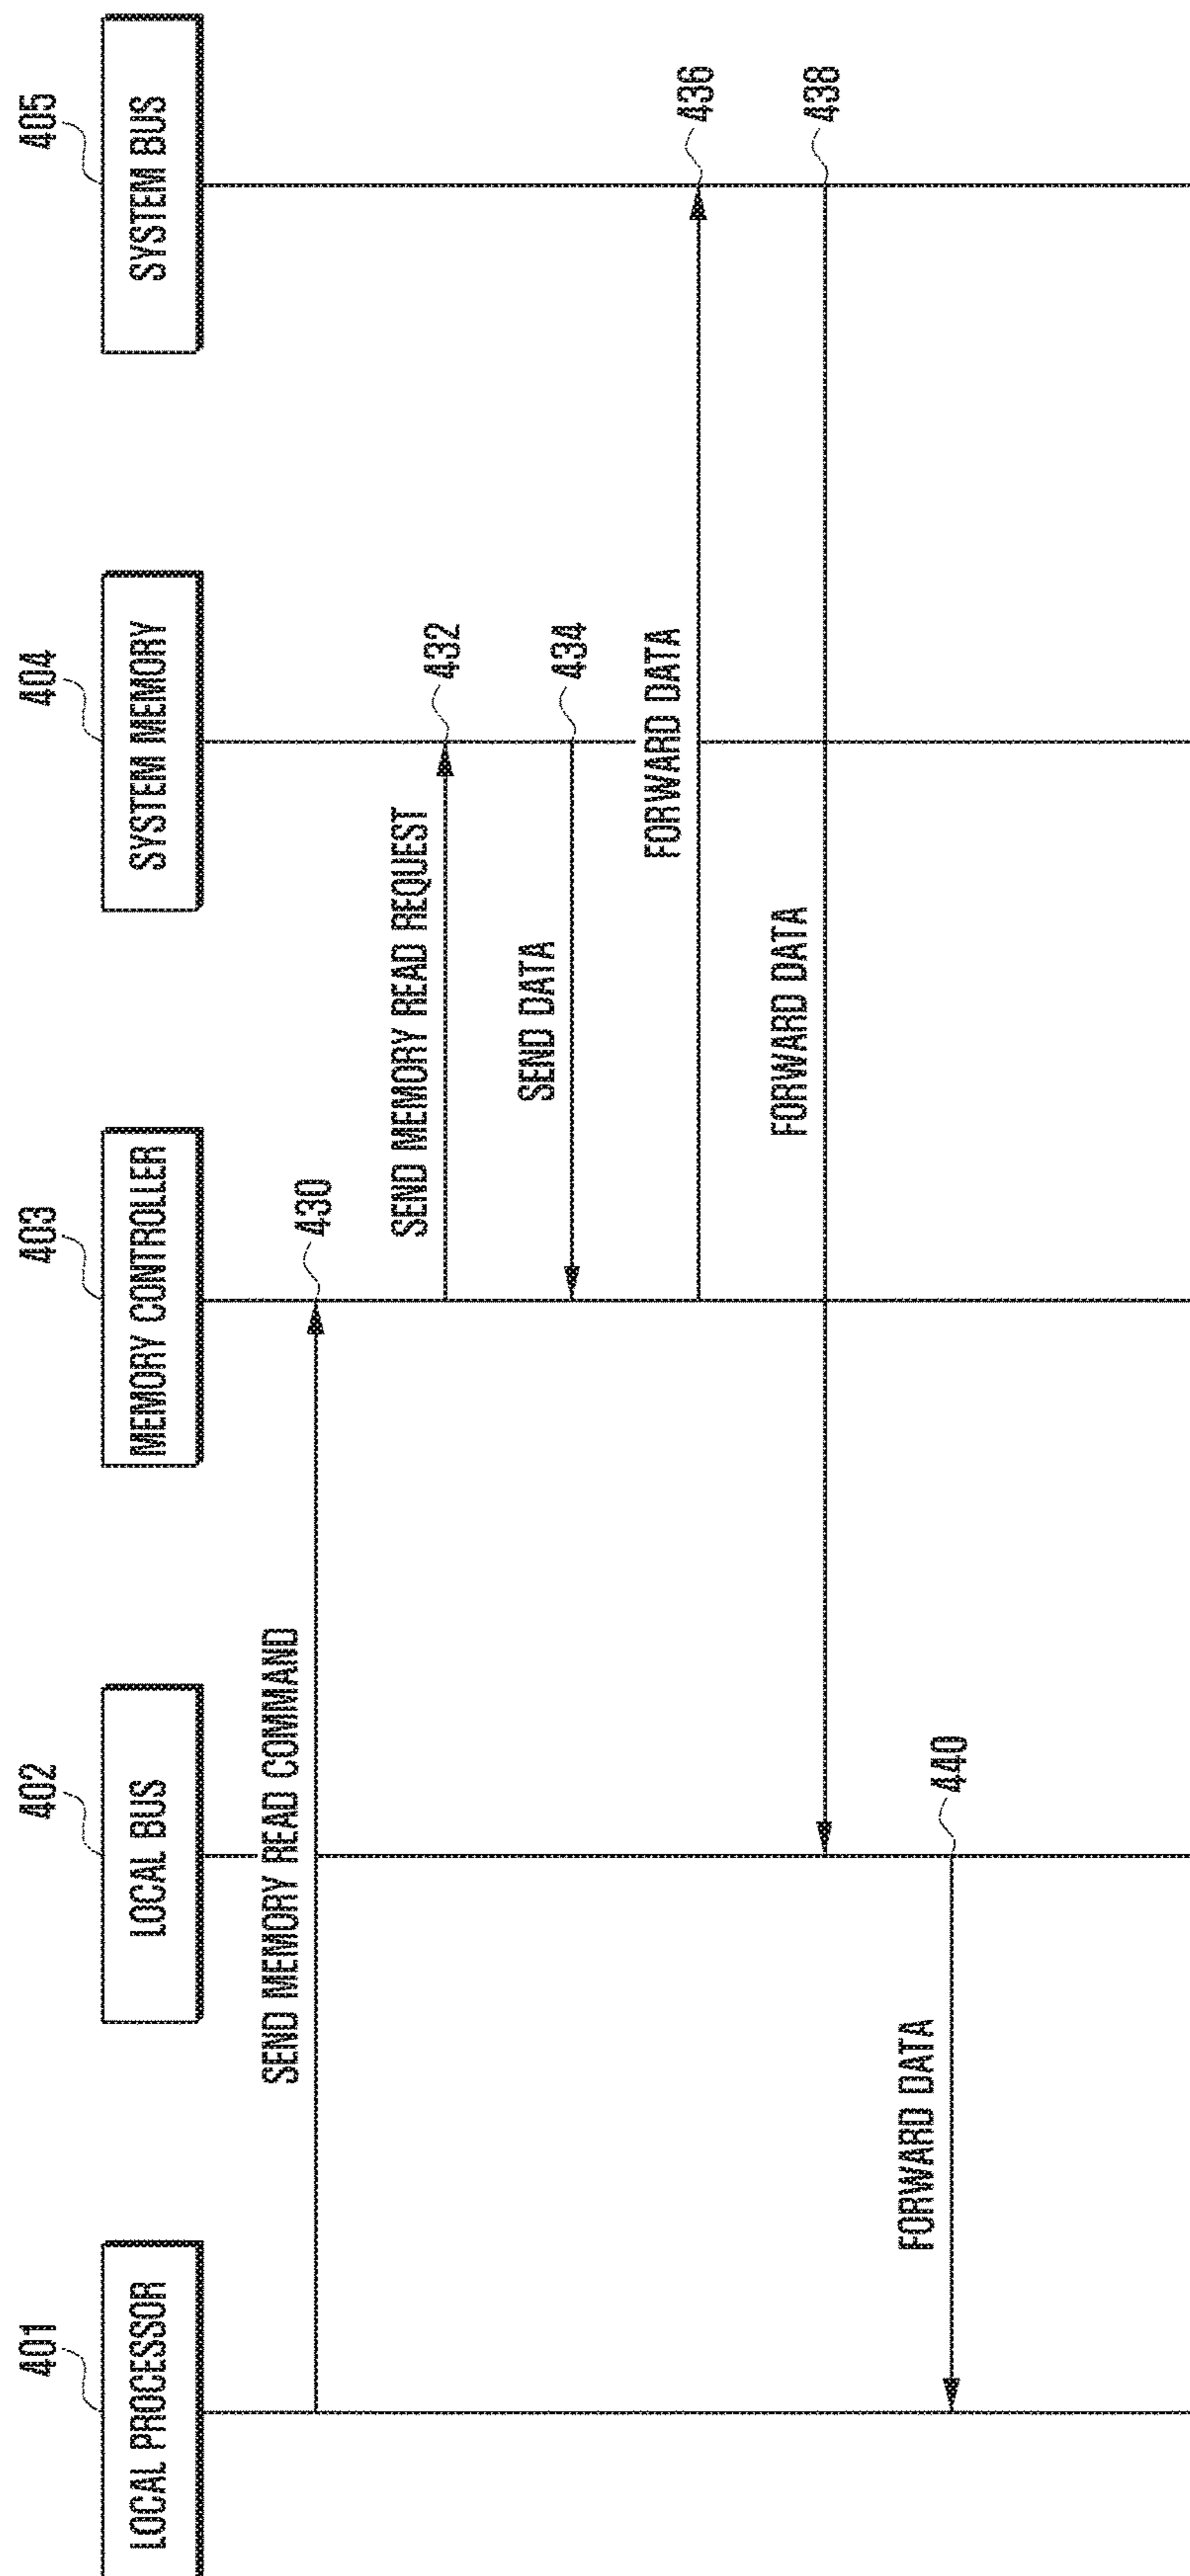 401
402
403
404
405
LOCAL PROCESSOR
LOCAL BUS
MEMORY CONTROLLER
SYSTEM MEMORY
SYSTEM BUS
SEND MEMORY READ COMMAND
430
SEND MEMORY READ REQUEST
432
SEND DATA
434
FORWARD DATA
436
FORWARD DATA
438
FORWARD DATA
440